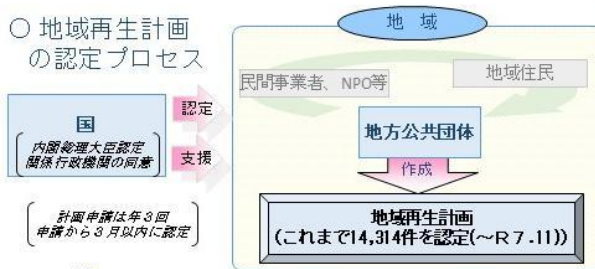 ○ 地域再生計画
の認定プロセス
国
内閣総理大臣認定
関係行政機関の同意
計画申請は年3回
申請から3月以内に認定
認定
支援
地 域
民間事業者、NPO等
地域住民
地方公共団体
作成
地域再生計画
(これまで14,314件を認定(～R７.11))